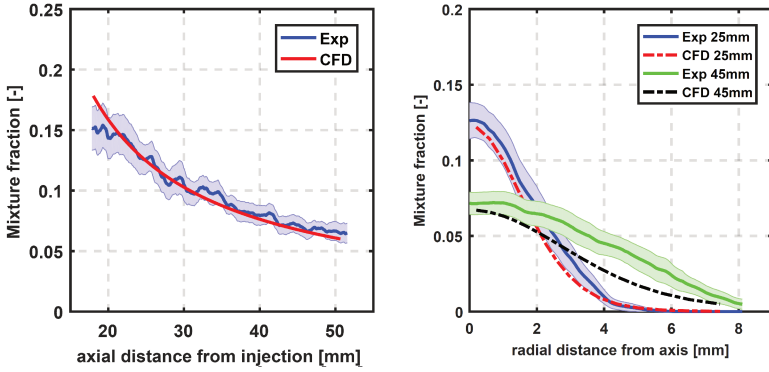 0.25
0.2
0.15
0.1
0.05
0
20
30
40
50
Mixture fraction [-]
axial distance from injection [mm]
Exp
CFD
0.2
0.15
0.1
0.05
0
0
2
4
6
8
Mixture fraction [-]
radial distance from axis [mm]
Exp 25mm
CFD 25mm
Exp 45mm
CFD 45mm